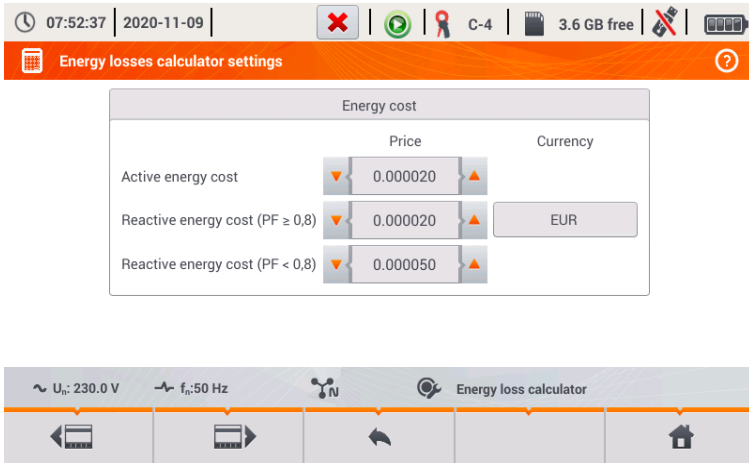 07:52:37 2020-11-09 C-4 3.6 GB free
Energy losses calculator settings ?
Energy cost
Price Currency
Active energy cost 0.000020
Reactive energy cost (PF ≥ 0,8) 0.000020 EUR
Reactive energy cost (PF < 0,8) 0.000050
Un: 230.0 V fn:50 Hz N Energy loss calculator